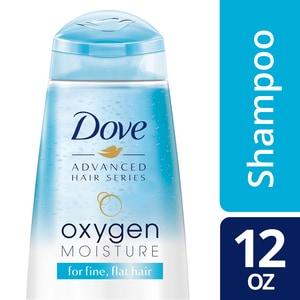 Dove
ADVANCED
HAIR SERIES
oxygen
MOISTURE
for fine, flat hair
Shampoo
12
OZ